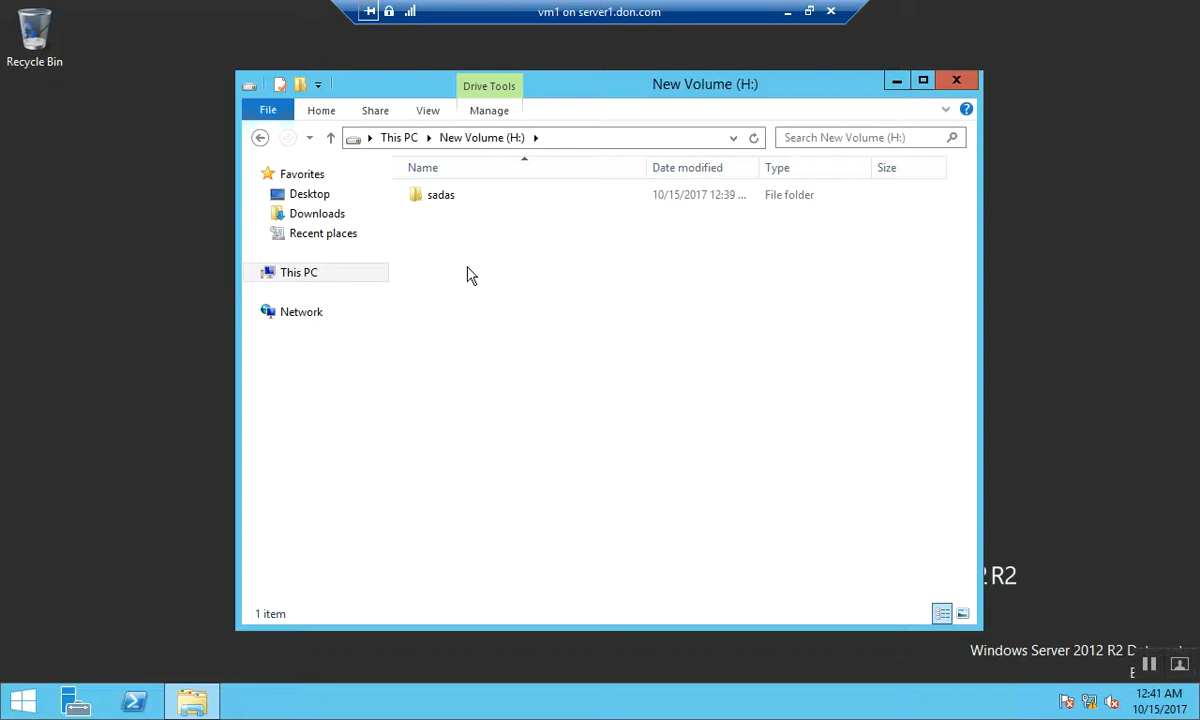 vm1 on server1.don.com
Recycle Bin
Drive Tools
New Volume (H:)
File
Home
Share
View
Manage
This PC
New Volume (H:)
Search New Volume (H:)
Name
Date modified
Type
Size
sadas
10/15/2017 12:39 ...
File folder
Favorites
Desktop
Downloads
Recent places
This PC
Network
1 item
R2
Windows Server 2012 R2
12:41 AM
10/15/2017